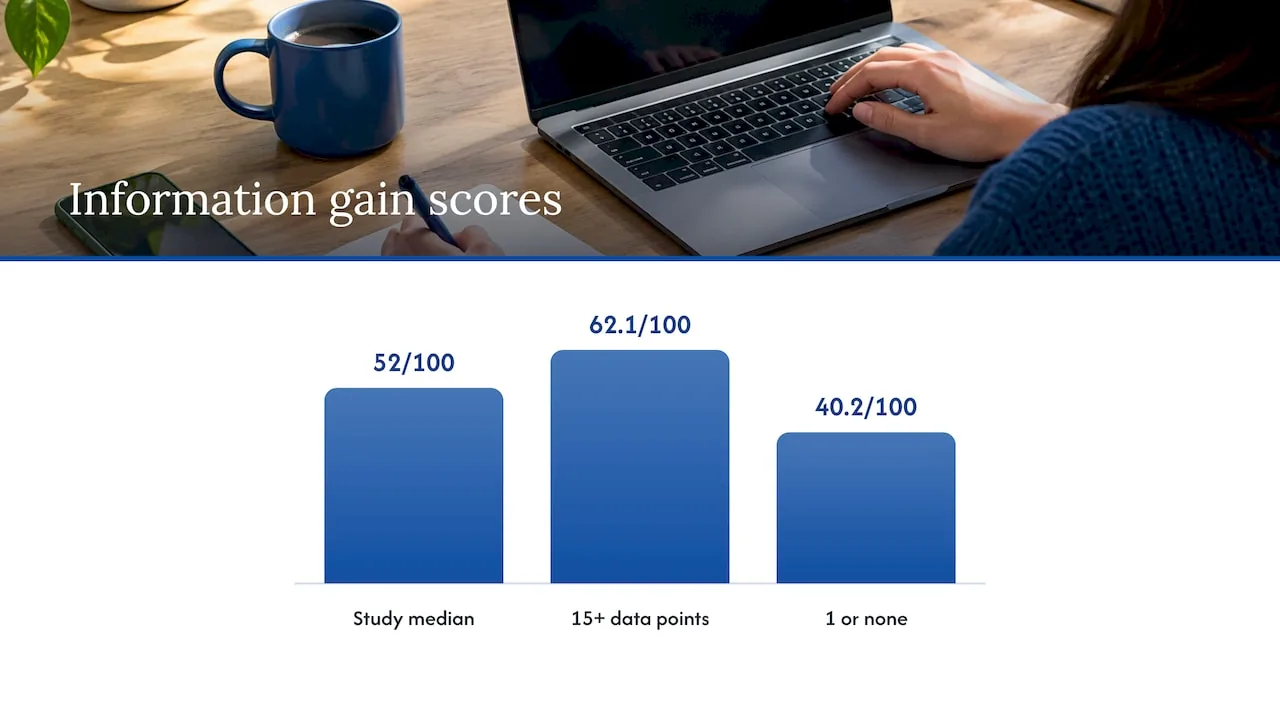 Information gain scores
62.1/100
52/100
40.2/100
Study median
15+ data points
1 or none